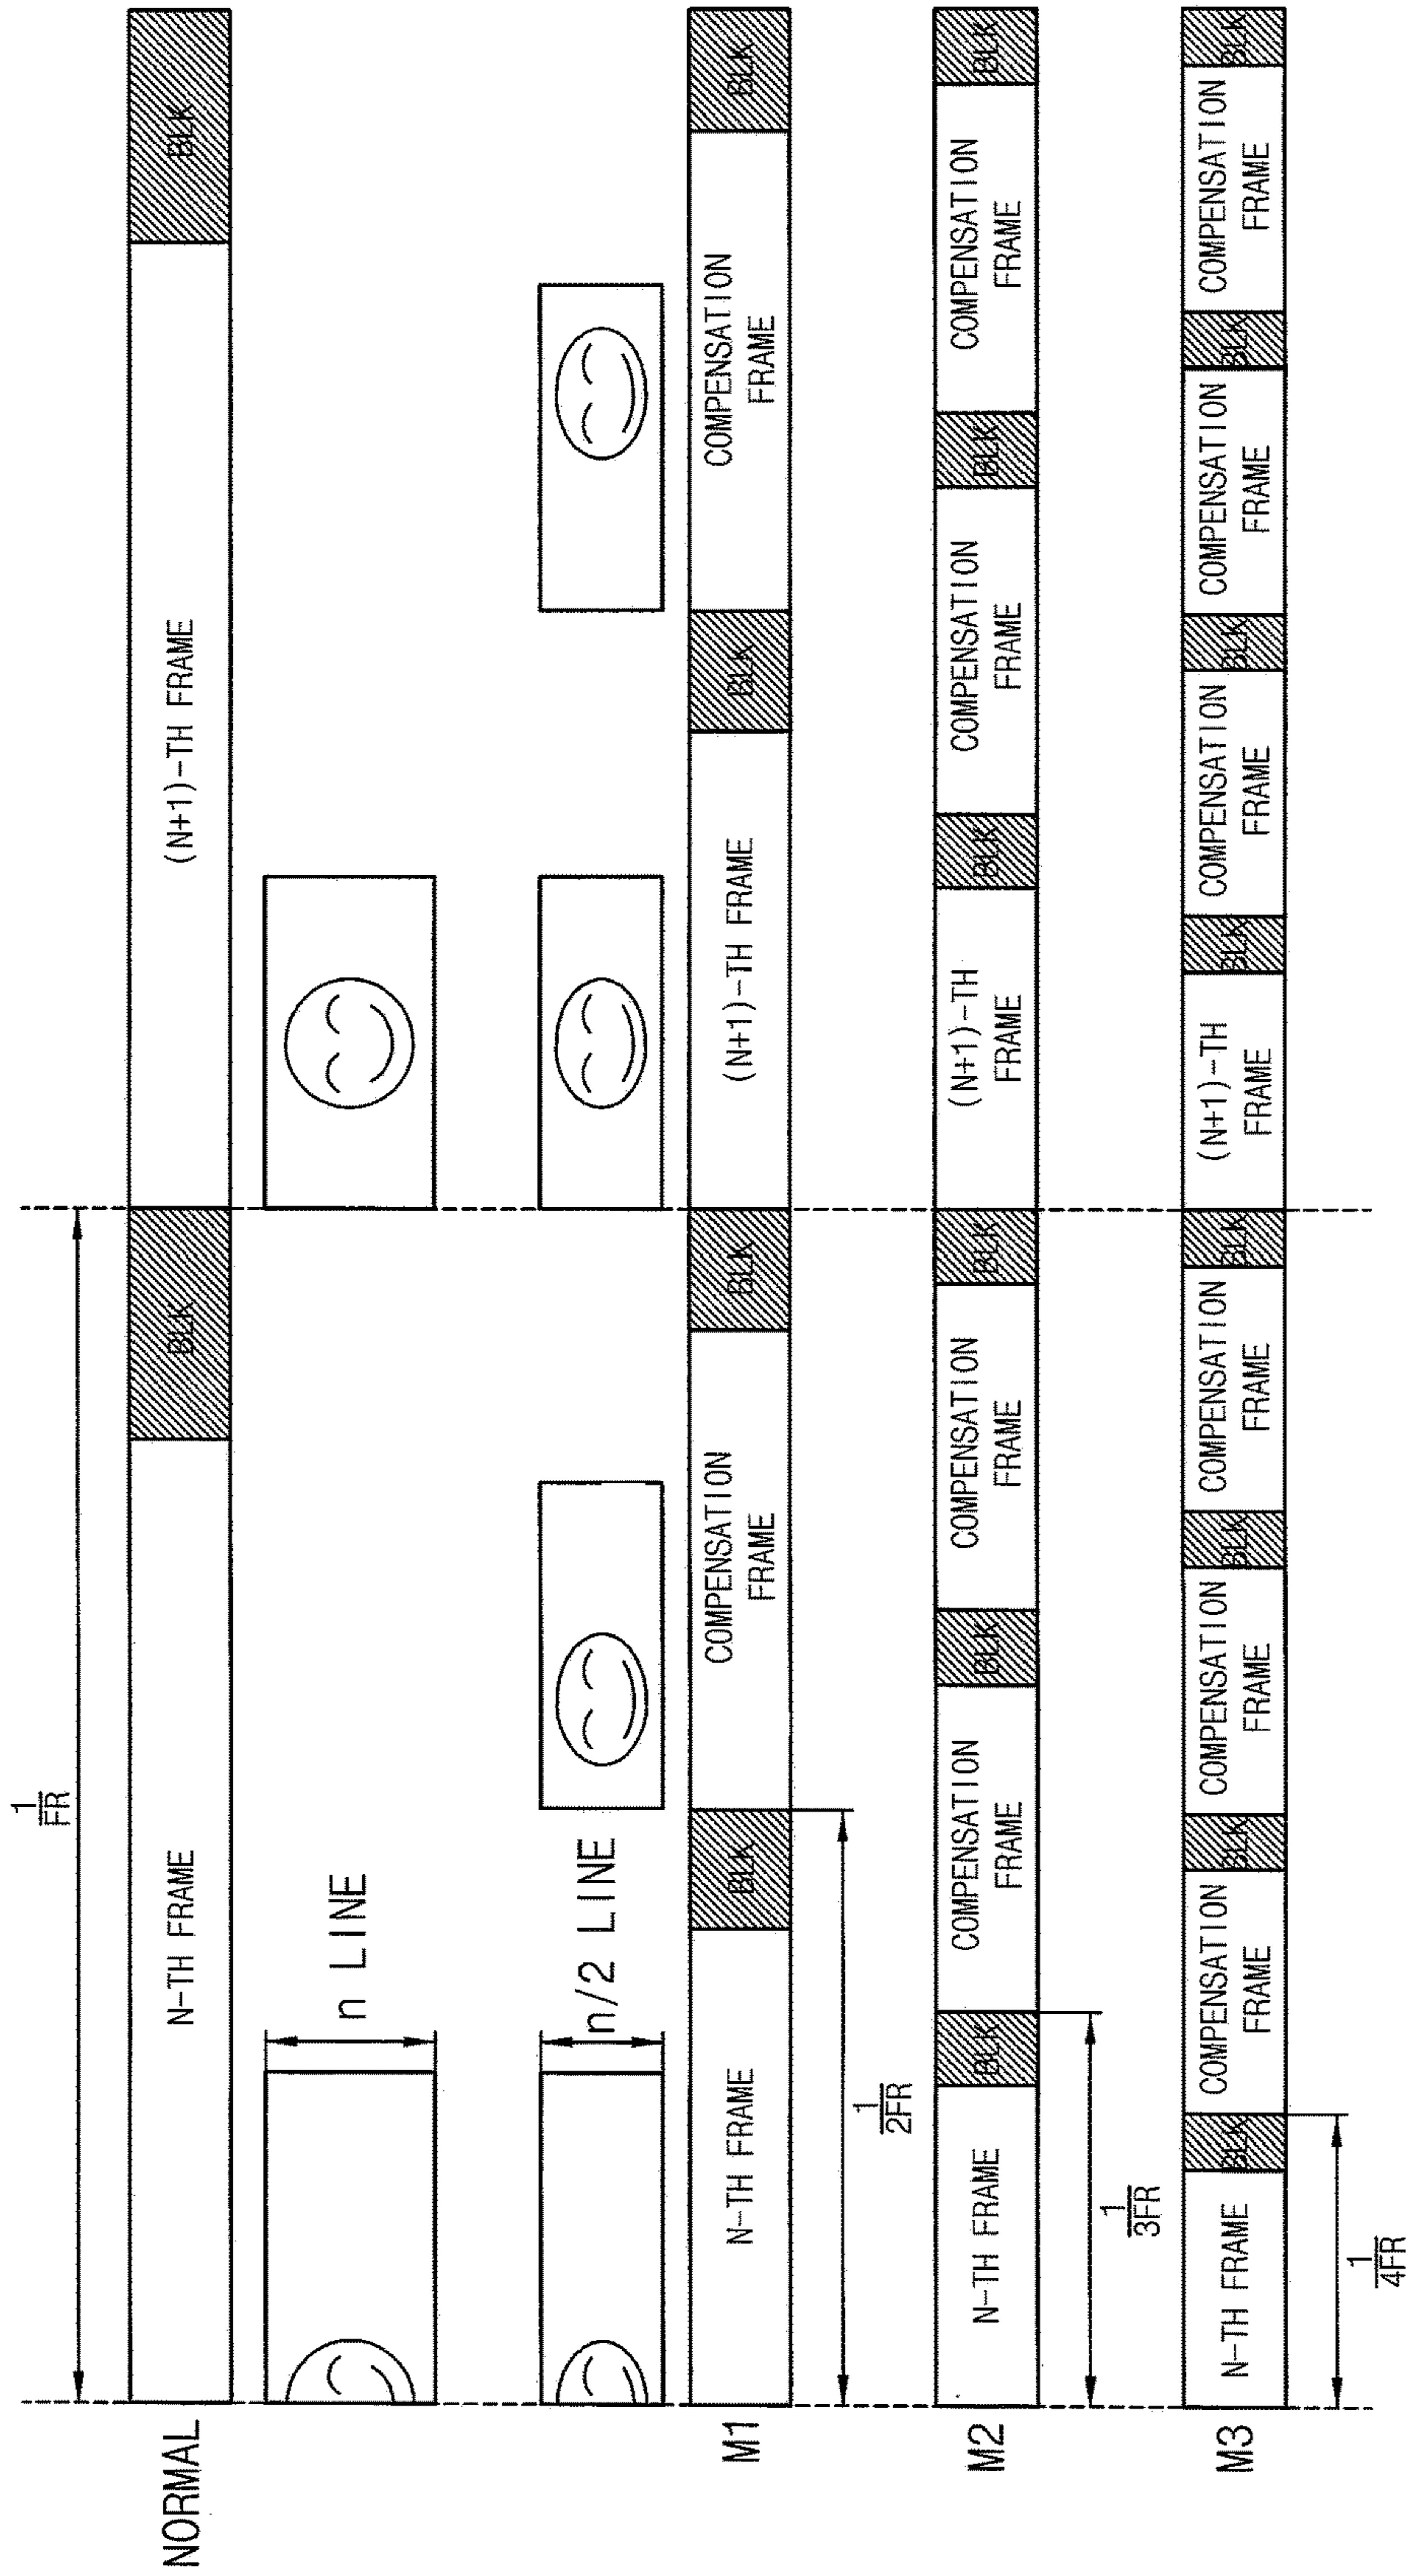 1
FR
NORMAL
N-TH FRAME
BLK
(N+1)-TH FRAME
BLK
n LINE
n/2 LINE
M1
N-TH FRAME
BLK
COMPENSATION
FRAME
BLK
(N+1)-TH FRAME
BLK
COMPENSATION
FRAME
BLK
1
2FR
M2
N-TH FRAME
BLK
COMPENSATION
FRAME
BLK
COMPENSATION
FRAME
BLK
(N+1)-TH
FRAME
BLK
COMPENSATION
FRAME
BLK
COMPENSATION
FRAME
BLK
1
3FR
M3
N-TH FRAME
BLK
COMPENSATION
FRAME
BLK
COMPENSATION
FRAME
BLK
COMPENSATION
FRAME
BLK
(N+1)-TH
FRAME
BLK
COMPENSATION
FRAME
BLK
COMPENSATION
FRAME
BLK
COMPENSATION
FRAME
BLK
1
4FR